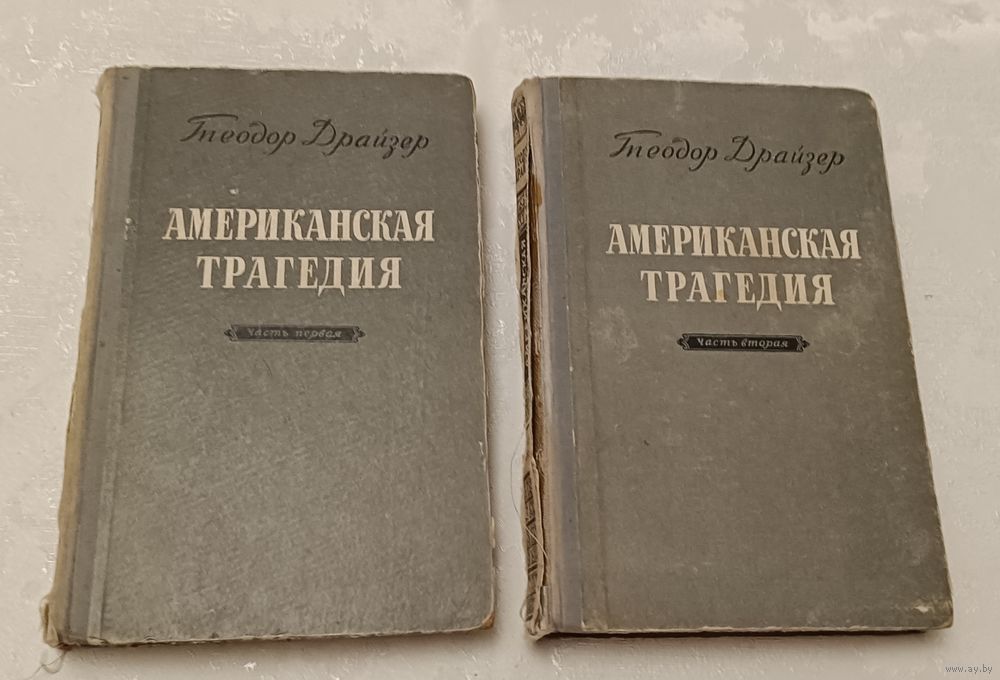 Теодор Драйзер
АМЕРИКАНСКАЯ
ТРАГЕДИЯ
Часть первая
Теодор Драйзер
АМЕРИКАНСКАЯ
ТРАГЕДИЯ
Часть вторая
www.ay.by